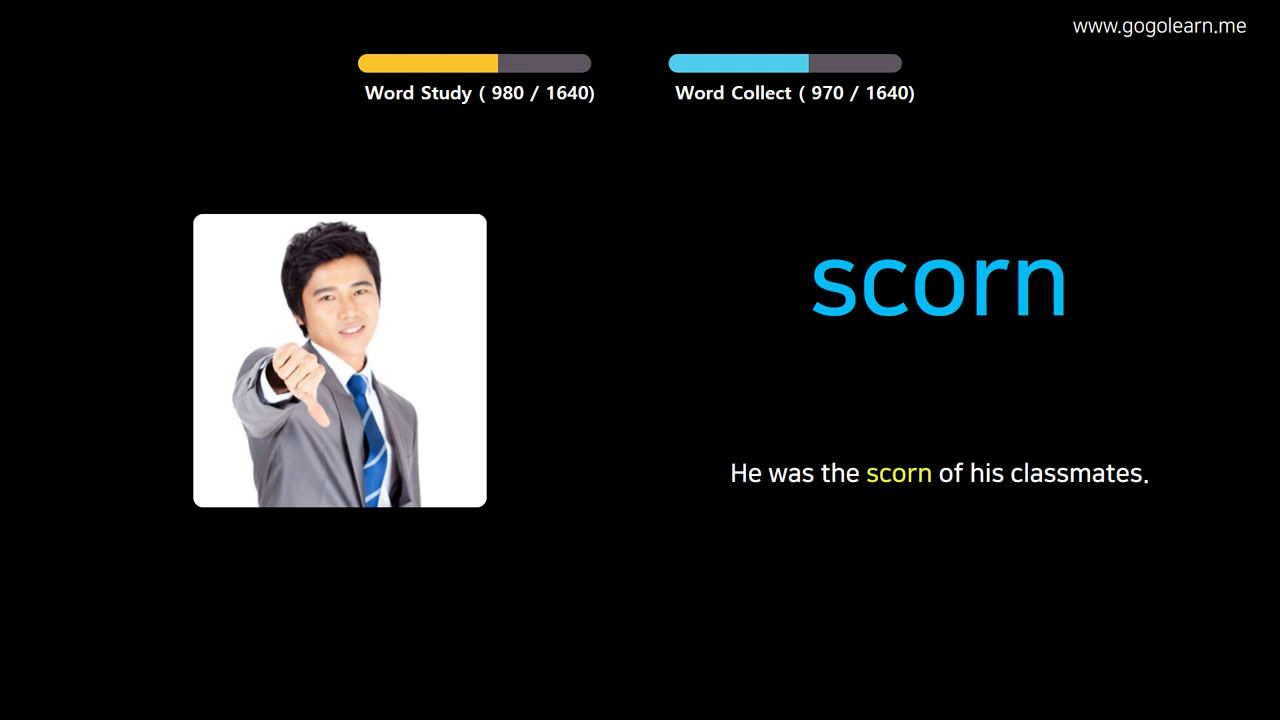 www.gogolearn.me
Word Study ( 980 / 1640)
Word Collect ( 970 / 1640)
scorn
He was the scorn of his classmates.